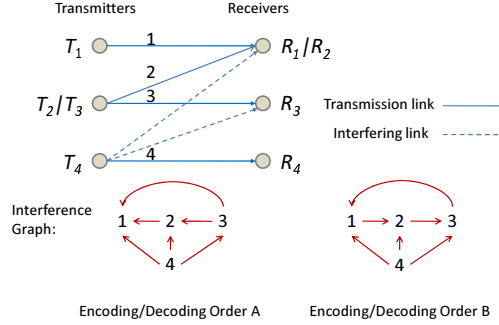 Transmitters Receivers
T1 1 R1/R2
2
T2/T3 3 R3
Transmission link
Interfering link
T4 4 R4
Interference Graph:
1 2 3
4
1 2 3
4
Encoding/Decoding Order A
Encoding/Decoding Order B